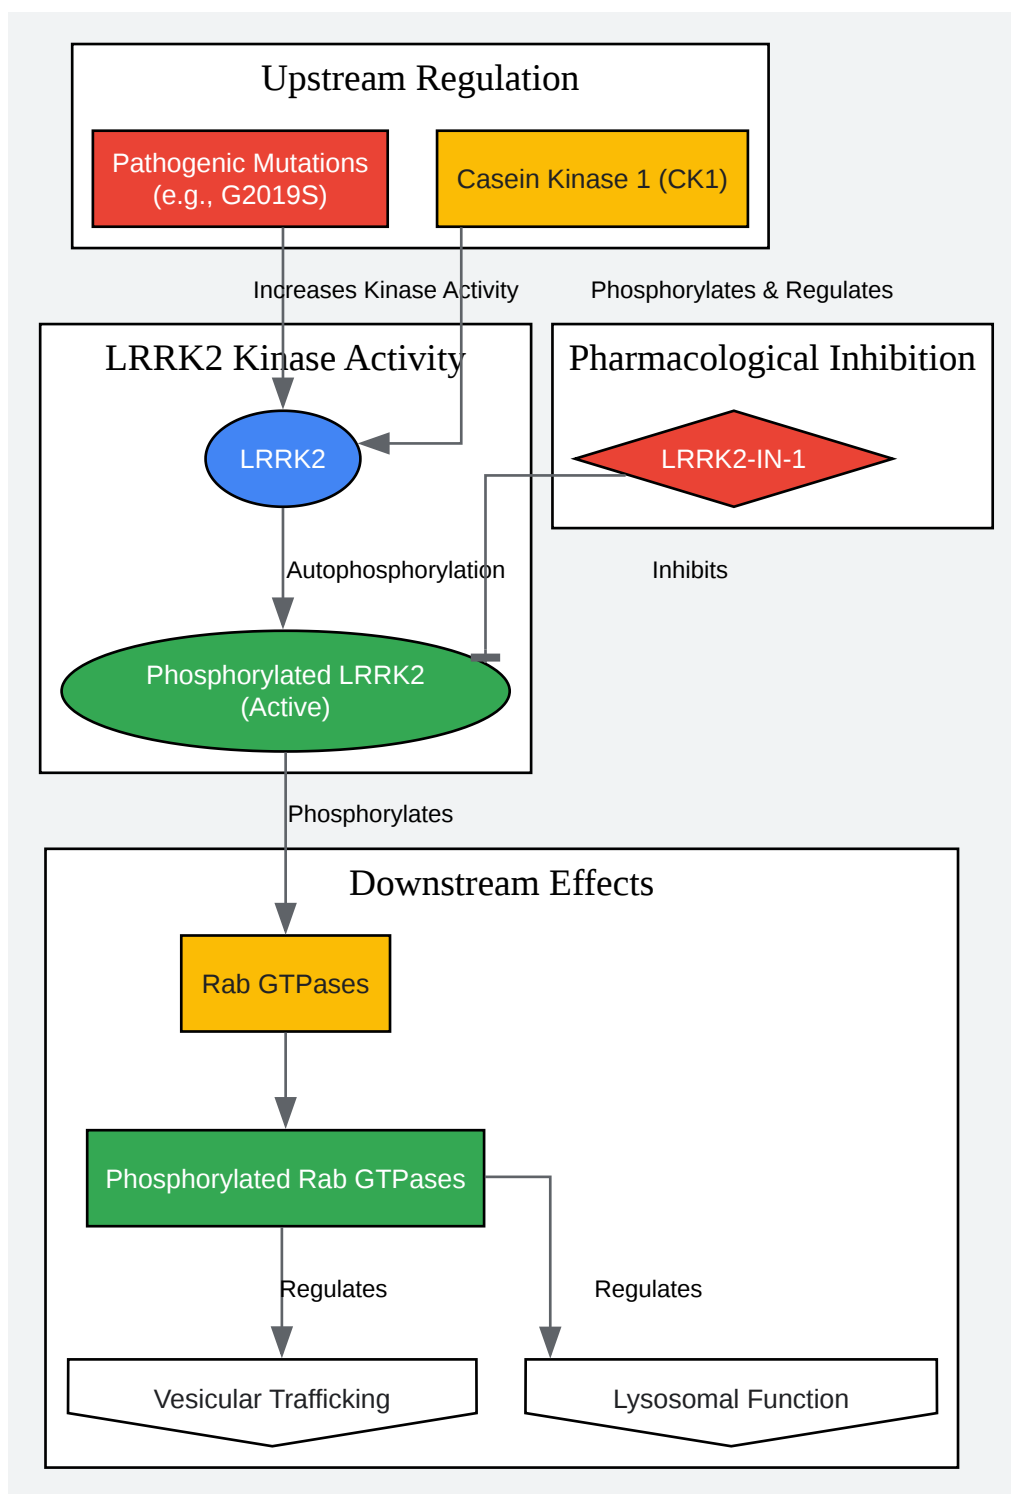 Upstream Regulation
Pathogenic Mutations
(e.g., G2019S)
Casein Kinase 1 (CK1)
Increases Kinase Activity
Phosphorylates & Regulates
LRRK2 Kinase Activity
Pharmacological Inhibition
LRRK2
LRRK2-IN-1
Autophosphorylation
Inhibits
Phosphorylated LRRK2
(Active)
Phosphorylates
Downstream Effects
Rab GTPases
Phosphorylated Rab GTPases
Regulates
Regulates
Vesicular Trafficking
Lysosomal Function